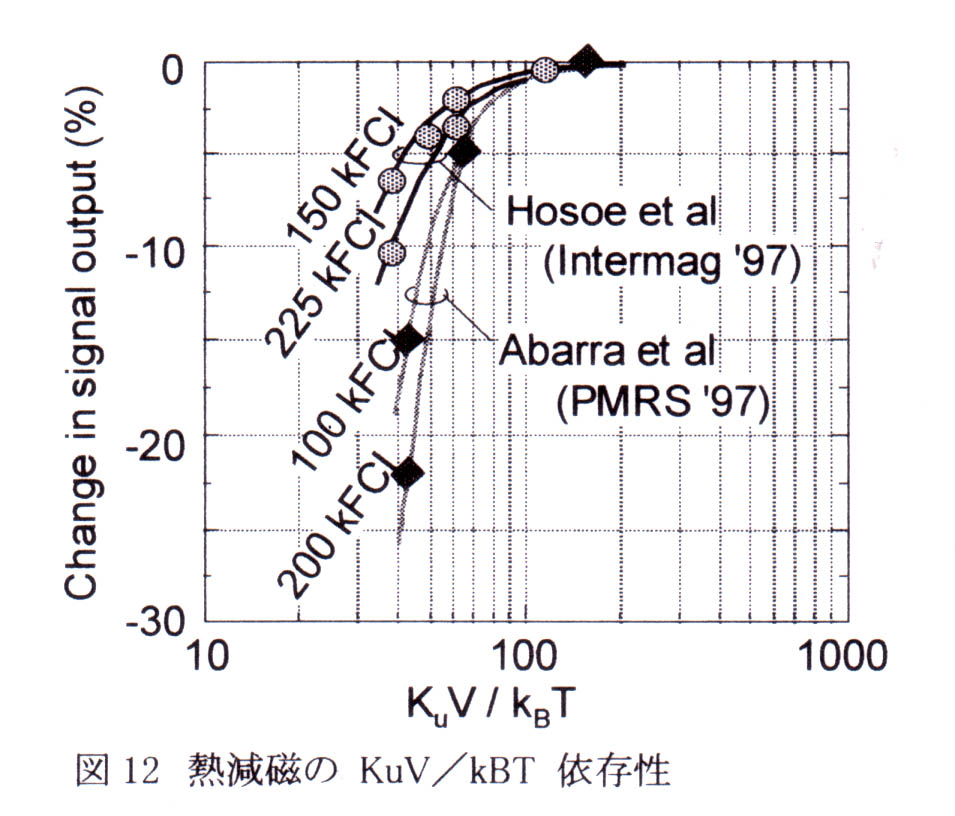 0
-10
-20
-30
Change in signal output (%)
150 kFCI
225 kFCI
100 kFCI
200 kFCI
Hosoe et al
(Intermag '97)
Abarra et al
(PMRS '97)
10
100
1000
KuV / kBT
図 12 熱減磁の KuV／kBT 依存性